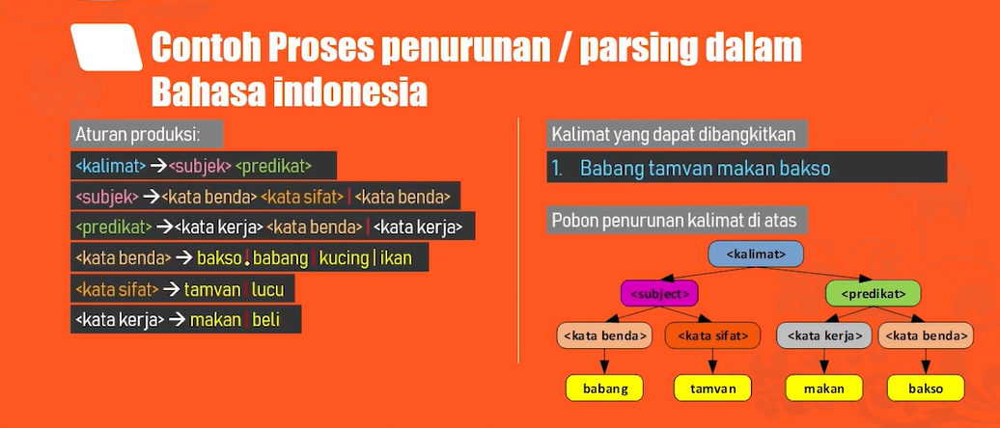 Contoh Proses penurunan / parsing dalam
Bahasa indonesia
Aturan produksi:
<kalimat> → <subjek> <predikat>
<subjek> → <kata benda> <kata sifat> | <kata benda>
<predikat> → <kata kerja> <kata benda> | <kata kerja>
<kata benda> → bakso | babang | kucing | ikan
<kata sifat> → tamvan | lucu
<kata kerja> → makan | beli
Kalimat yang dapat dibangkitkan
1. Babang tamvan makan bakso
Pobon penurunan kalimat di atas
<kalimat>
<subject> <predikat>
<kata benda> <kata sifat> <kata kerja> <kata benda>
babang tamvan makan bakso